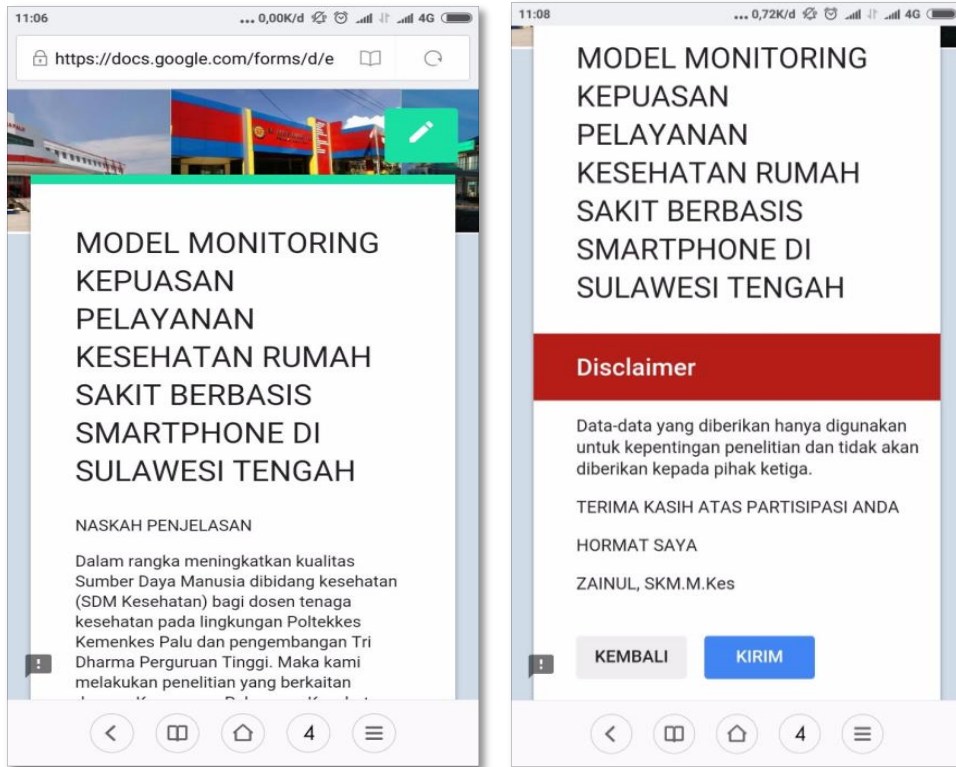 11:06
... 0,00K/d 4G
https://docs.google.com/forms/d/e
MODEL MONITORING
KEPUASAN
PELAYANAN
KESEHATAN RUMAH
SAKIT BERBASIS
SMARTPHONE DI
SULAWESI TENGAH
NASKAH PENJELASAN
Dalam rangka meningkatkan kualitas
Sumber Daya Manusia dibidang kesehatan
(SDM Kesehatan) bagi dosen tenaga
kesehatan pada lingkungan Poltekkes
Kemenkes Palu dan pengembangan Tri
Dharma Perguruan Tinggi. Maka kami
melakukan penelitian yang berkaitan
4
11:08
... 0,72K/d 4G
MODEL MONITORING
KEPUASAN
PELAYANAN
KESEHATAN RUMAH
SAKIT BERBASIS
SMARTPHONE DI
SULAWESI TENGAH
Disclaimer
Data-data yang diberikan hanya digunakan
untuk kepentingan penelitian dan tidak akan
diberikan kepada pihak ketiga.
TERIMA KASIH ATAS PARTISIPASI ANDA
HORMAT SAYA
ZAINUL, SKM.M.Kes
KEMBALI KIRIM
4